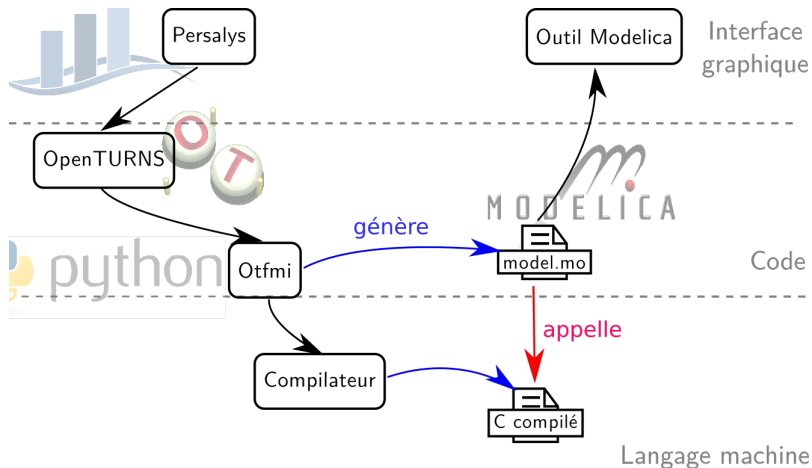 Persalys
Outil Modelica
Interface
graphique
OpenTURNS
O
T
MODELICA
génère
python
Otfmi
model.mo
Code
appelle
Compilateur
C compilé
Langage machine